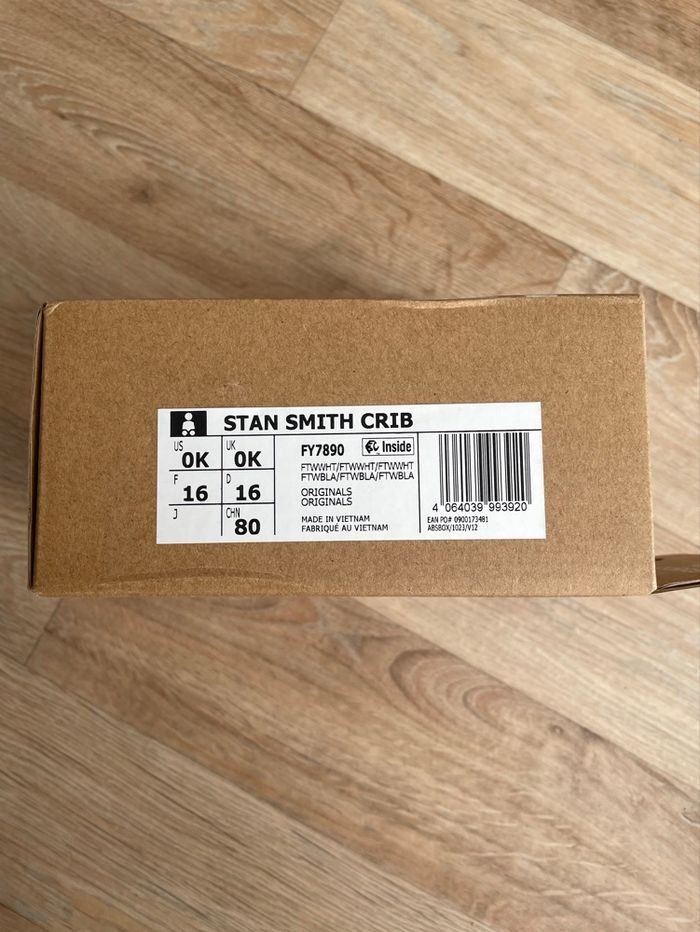 STAN SMITH CRIB
US 0K UK 0K
F 16 D 16
J CHN 80
FY7890 Inside
FTWWHT/FTWWHT/FTWWHT
FTWBLA/FTWBLA/FTWBLA
ORIGINALS
ORIGINALS
MADE IN VIETNAM
FABRIQUÉ AU VIETNAM
4 064039 993920
EAN PO# 0900173481
ABSBOX/1023/V12